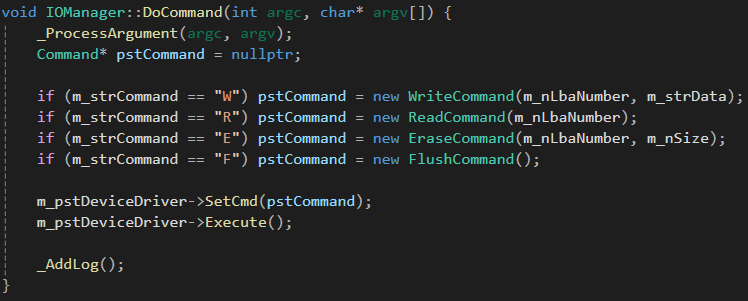 void IOManager::DoCommand(int argc, char* argv[]) {
    _ProcessArgument(argc, argv);
    Command* pstCommand = nullptr;

    if (m_strCommand == "W") pstCommand = new WriteCommand(m_nLbaNumber, m_strData);
    if (m_strCommand == "R") pstCommand = new ReadCommand(m_nLbaNumber);
    if (m_strCommand == "E") pstCommand = new EraseCommand(m_nLbaNumber, m_nSize);
    if (m_strCommand == "F") pstCommand = new FlushCommand();

    m_pstDeviceDriver->SetCmd(pstCommand);
    m_pstDeviceDriver->Execute();

    _AddLog();
}